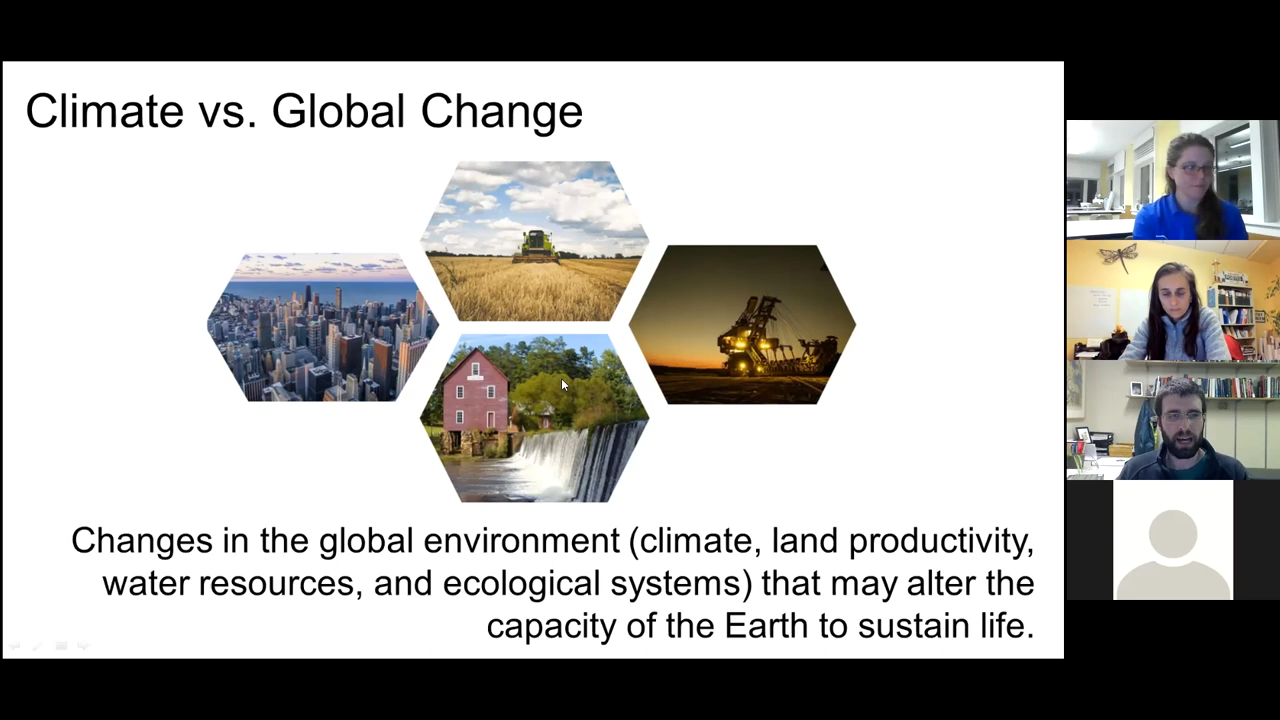 Climate vs. Global Change
Changes in the global environment (climate, land productivity,
water resources, and ecological systems) that may alter the
capacity of the Earth to sustain life.